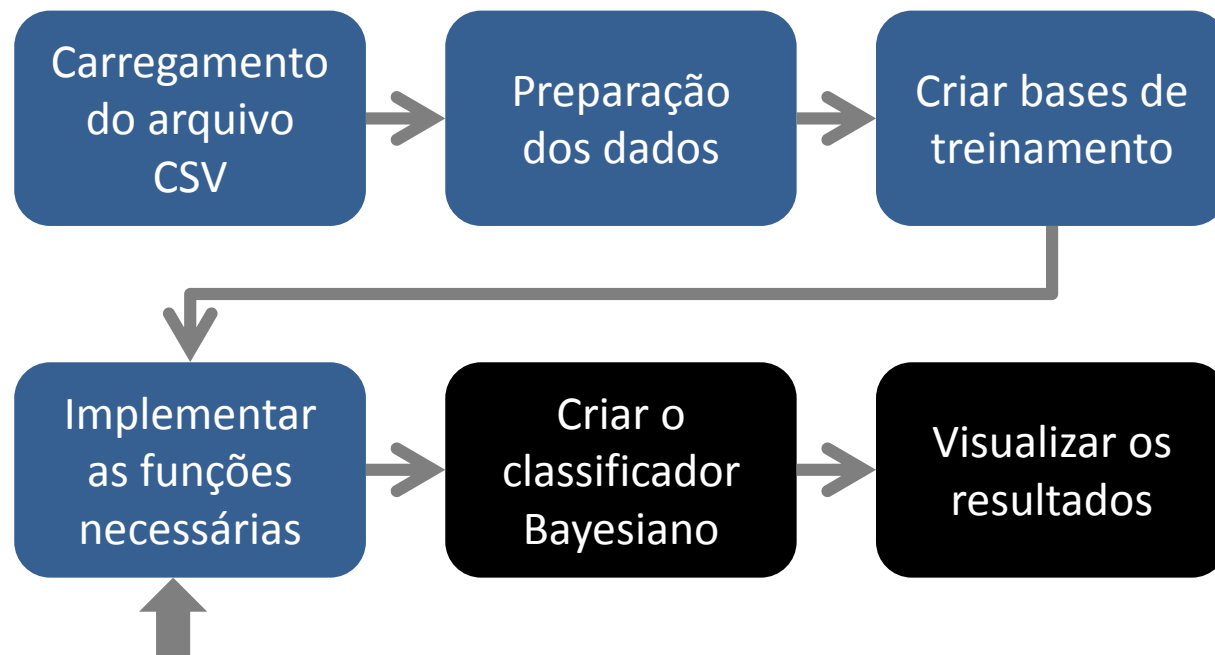 Carregamento
do arquivo
CSV
Preparação
dos dados
Criar bases de
treinamento
Implementar
as funções
necessárias
Criar o
classificador
Bayesiano
Visualizar os
resultados